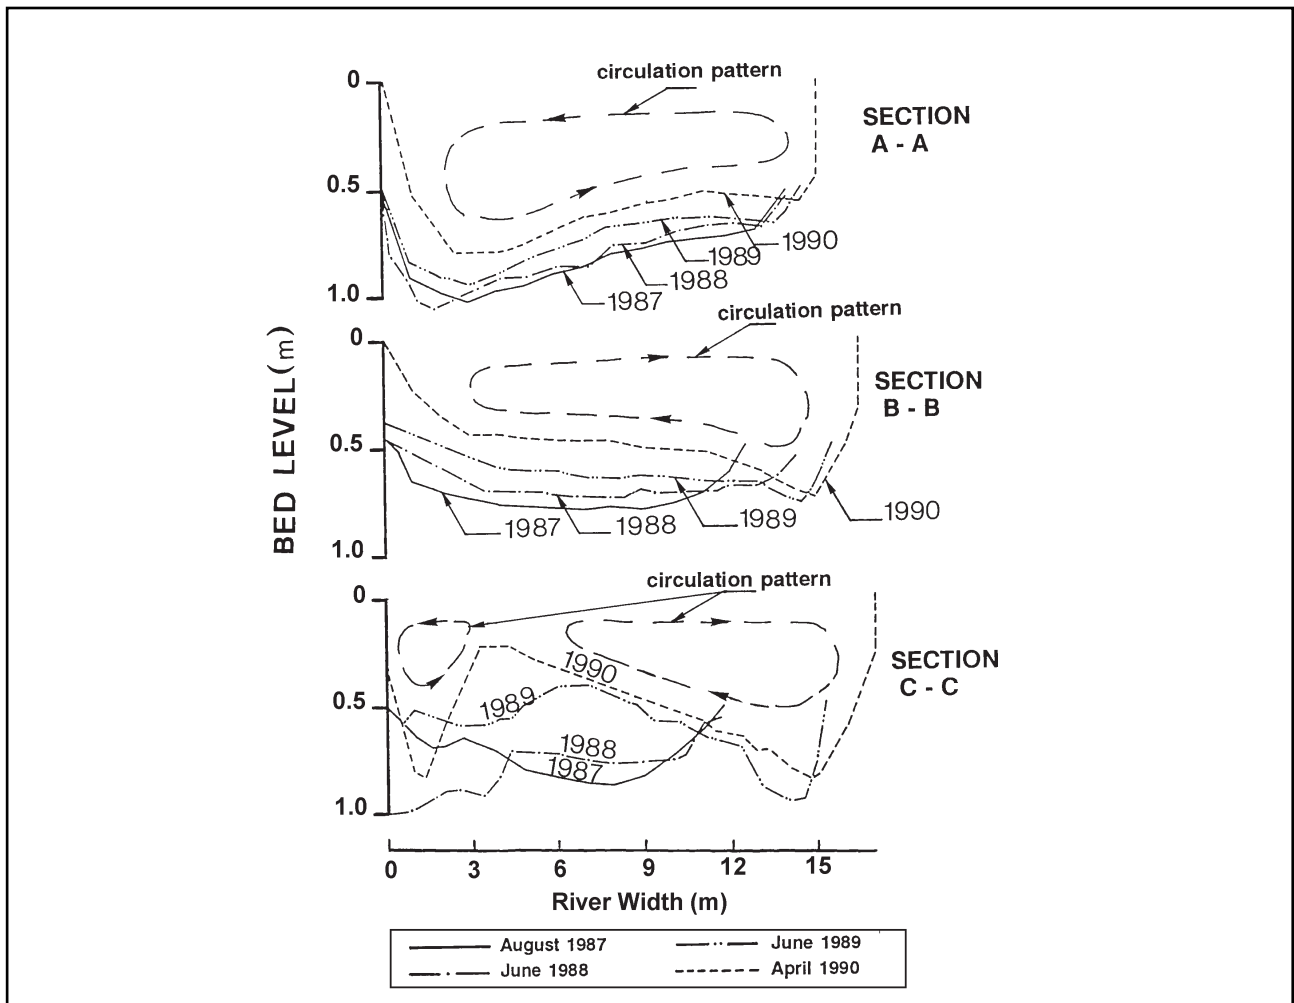 circulation pattern
0
0.5
1.0
SECTION
A - A
1990
1989
1988
1987
circulation pattern
0
0.5
1.0
SECTION
B - B
1987
1988
1989
1990
BED LEVEL(m)
circulation pattern
0
0.5
1.0
SECTION
C - C
1990
1989
1988
1987
0 3 6 9 12 15
River Width (m)
August 1987
June 1989
June 1988
April 1990